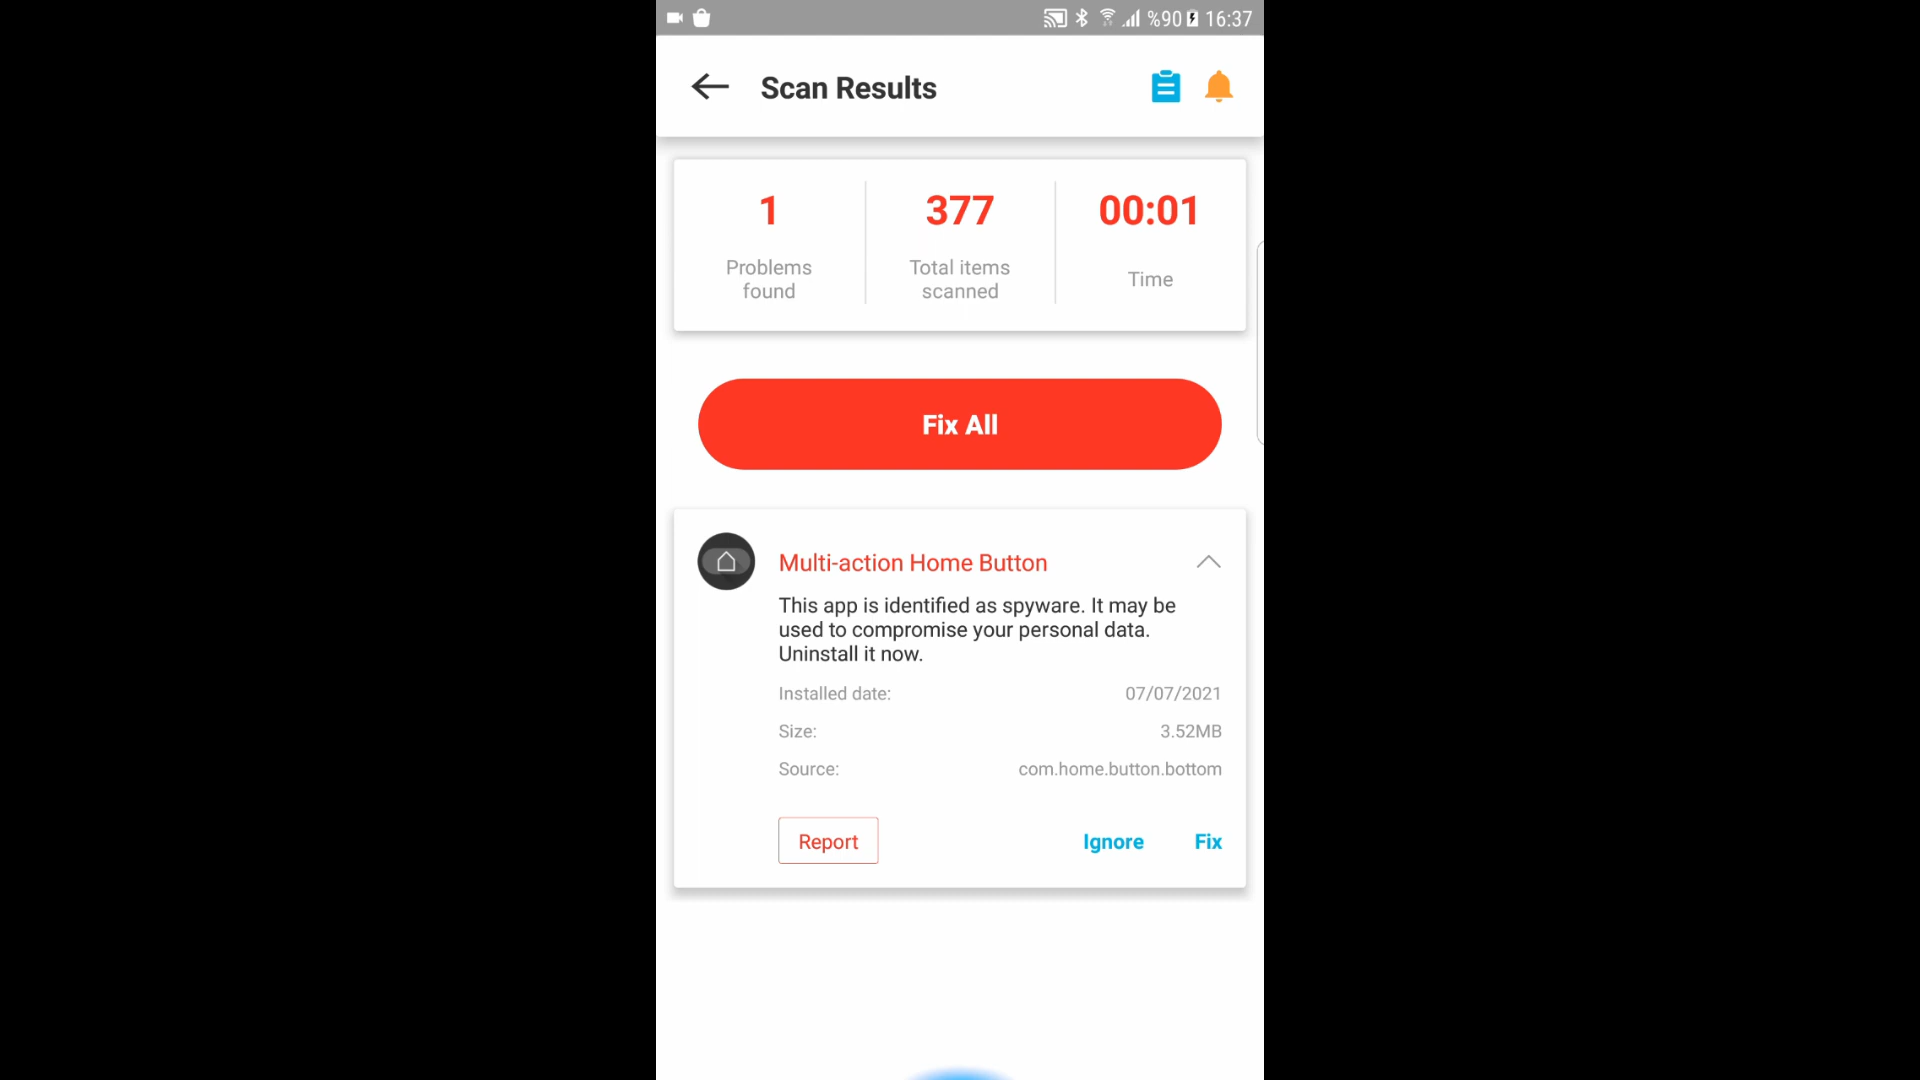 %90 16:37
Scan Results
1
377
00:01
Problems
found
Total items
scanned
Time
Fix All
Multi-action Home Button
This app is identified as spyware. It may be
used to compromise your personal data.
Uninstall it now.
Installed date: 07/07/2021
Size: 3.52MB
Source: com.home.button.bottom
Report Ignore Fix